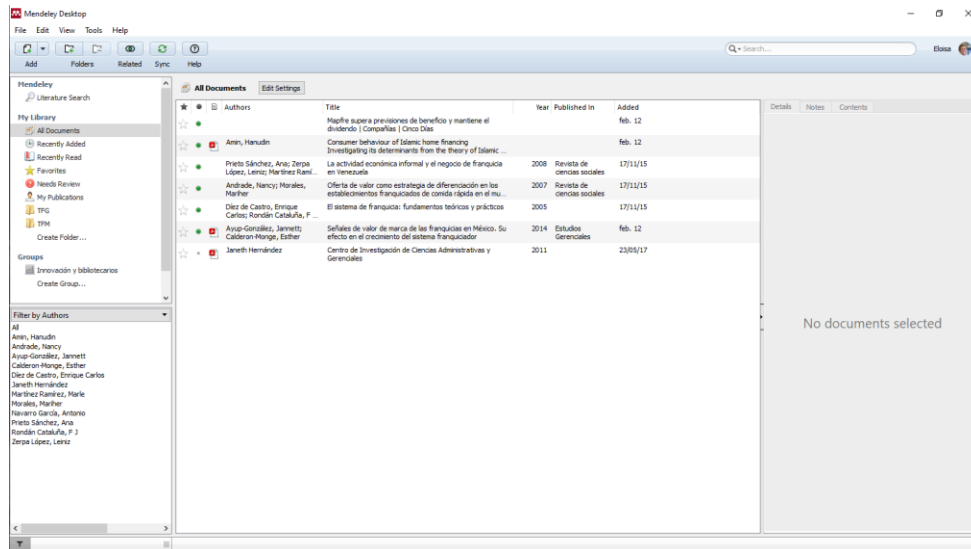 Mendeley Desktop
File Edit View Tools Help
Search...
Eloisa
Add Folders Related Sync Help
Mendeley
Literature Search
My Library
All Documents
Recently Added
Recently Read
Favorites
Needs Review
My Publications
TFG
TFM
Create Folder...
Groups
Innovación y bibliotecarios
Create Group...
Filter by Authors
All
Amin, Hanudin
Andrade, Nancy
Ayup-González, Jannett
Calderon-Monge, Esther
Díez de Castro, Enrique Carlos
Janeth Hernández
Martínez Ramírez, Marle
Morales, Mariher
Navarro García, Antonio
Prieto Sánchez, Ana
Rondán Cataluña, F J
Zerpa López, Leiniz
All Documents Edit Settings
Authors Title Year Published In Added
Mapfre supera previsiones de beneficio y mantiene el feb. 12
dividendo | Compañías | Cinco Días
Amin, Hanudin Consumer behaviour of Islamic home financing feb. 12
Investigating its determinants from the theory of Islamic ...
Prieto Sánchez, Ana; Zerpa La actividad económica informal y el negocio de franquicia 2008 Revista de 17/11/15
López, Leiniz; Martínez Ramí... en Venezuela ciencias sociales
Andrade, Nancy; Morales, Oferta de valor como estrategia de diferenciación en los 2007 Revista de 17/11/15
Mariher establecimientos franquiciados de comida rápida en el mu... ciencias sociales
Díez de Castro, Enrique El sistema de franquicia: fundamentos teóricos y prácticos 2005 17/11/15
Carlos; Rondán Cataluña, F ...
Ayup-González, Jannett; Señales de valor de marca de las franquicias en México. Su 2014 Estudios feb. 12
Calderon-Monge, Esther efecto en el crecimiento del sistema franquiciador Gerenciales
Janeth Hernández Centro de Investigación de Ciencias Administrativas y 2011 23/05/17
Gerenciales
Details Notes Contents
No documents selected